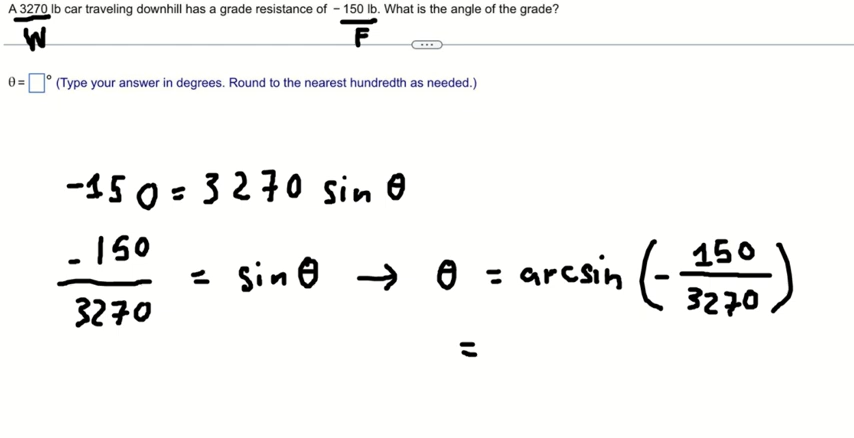 A 3270 lb car traveling downhill has a grade resistance of −150 lb. What is the angle of the grade?
W F
θ = ° (Type your answer in degrees. Round to the nearest hundredth as needed.)
-150 = 3270 sin θ
-150/3270 = sin θ → θ = arcsin (-150/3270)
=